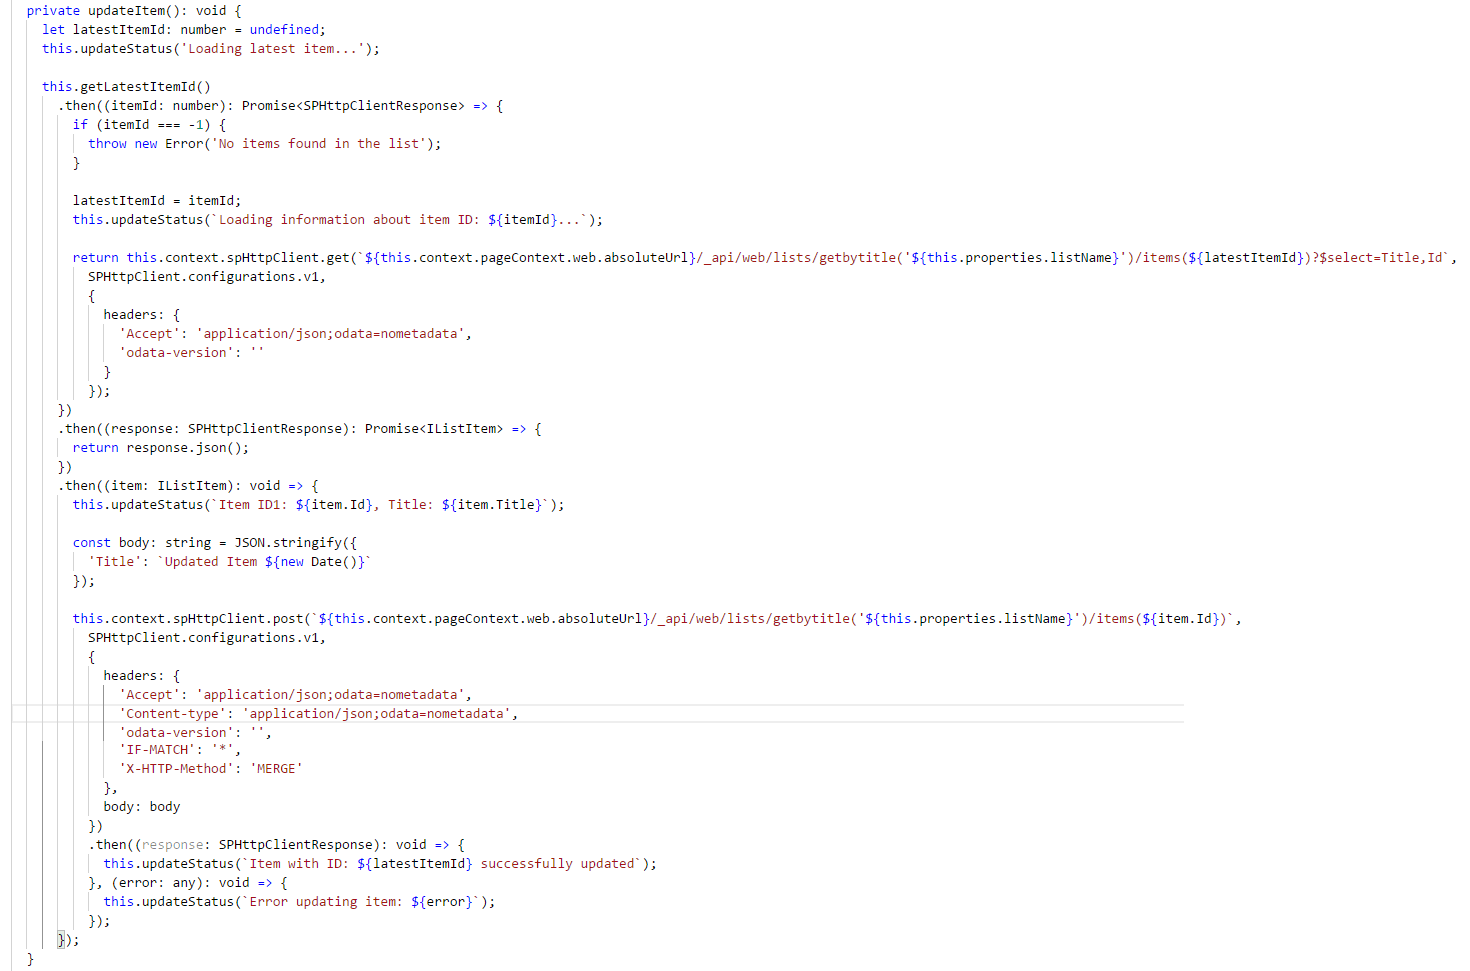 private updateItem(): void {
let latestItemId: number = undefined;
this.updateStatus('Loading latest item...');
this.getLatestItemId()
.then((itemId: number): Promise<SPHttpClientResponse> => {
if (itemId === -1) {
throw new Error('No items found in the list');
}
latestItemId = itemId;
this.updateStatus(`Loading information about item ID: ${itemId}...`);
return this.context.spHttpClient.get(`${this.context.pageContext.web.absoluteUrl}/_api/web/lists/getbytitle('${this.properties.listName}')/items(${latestItemId})?$select=Title,Id`,
SPHttpClient.configurations.v1,
{
headers: {
'Accept': 'application/json;odata=nometadata',
'odata-version': ''
}
});
})
.then((response: SPHttpClientResponse): Promise<IListItem> => {
return response.json();
})
.then((item: IListItem): void => {
this.updateStatus(`Item ID1: ${item.Id}, Title: ${item.Title}`);
const body: string = JSON.stringify({
'Title': `Updated Item ${new Date()}`
});
this.context.spHttpClient.post(`${this.context.pageContext.web.absoluteUrl}/_api/web/lists/getbytitle('${this.properties.listName}')/items(${item.Id})`,
SPHttpClient.configurations.v1,
{
headers: {
'Accept': 'application/json;odata=nometadata',
'Content-type': 'application/json;odata=nometadata',
'odata-version': '',
'IF-MATCH': '*',
'X-HTTP-Method': 'MERGE'
},
body: body
})
.then((response: SPHttpClientResponse): void => {
this.updateStatus(`Item with ID: ${latestItemId} successfully updated`);
}, (error: any): void => {
this.updateStatus(`Error updating item: ${error}`);
});
});
}